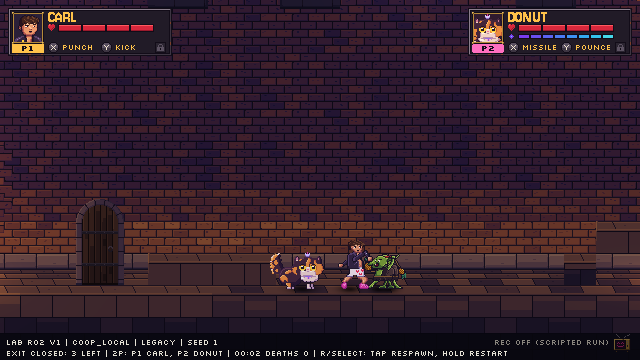 CARL
P1
X PUNCH Y KICK
DONUT
P2
X MISSILE Y POUNCE
LAB R02 V1 | COOP_LOCAL | LEGACY | SEED 1
REC OFF (SCRIPTED RUN)
EXIT CLOSED: 3 LEFT | 2P: P1 CARL, P2 DONUT | 00:02 DEATHS 0 | R/SELECT: TAP RESPAWN, HOLD RESTART